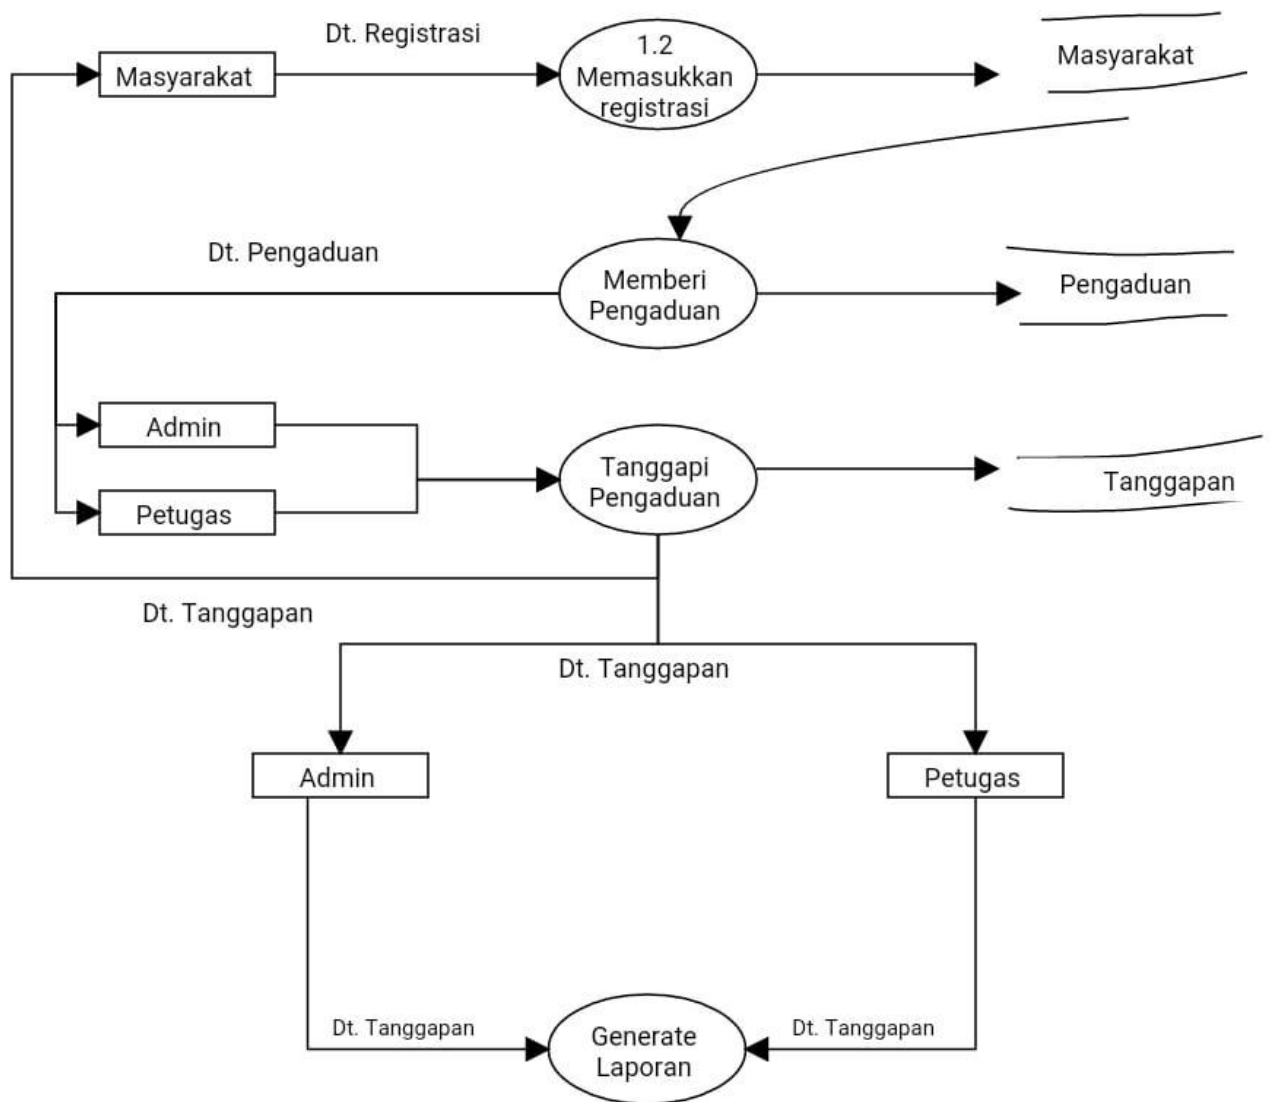 Dt. Registrasi
Masyarakat
1.2
Memasukkan
registrasi
Masyarakat
Dt. Pengaduan
Memberi
Pengaduan
Pengaduan
Admin
Petugas
Tanggapi
Pengaduan
Tanggapan
Dt. Tanggapan
Dt. Tanggapan
Admin
Petugas
Dt. Tanggapan
Generate
Laporan
Dt. Tanggapan